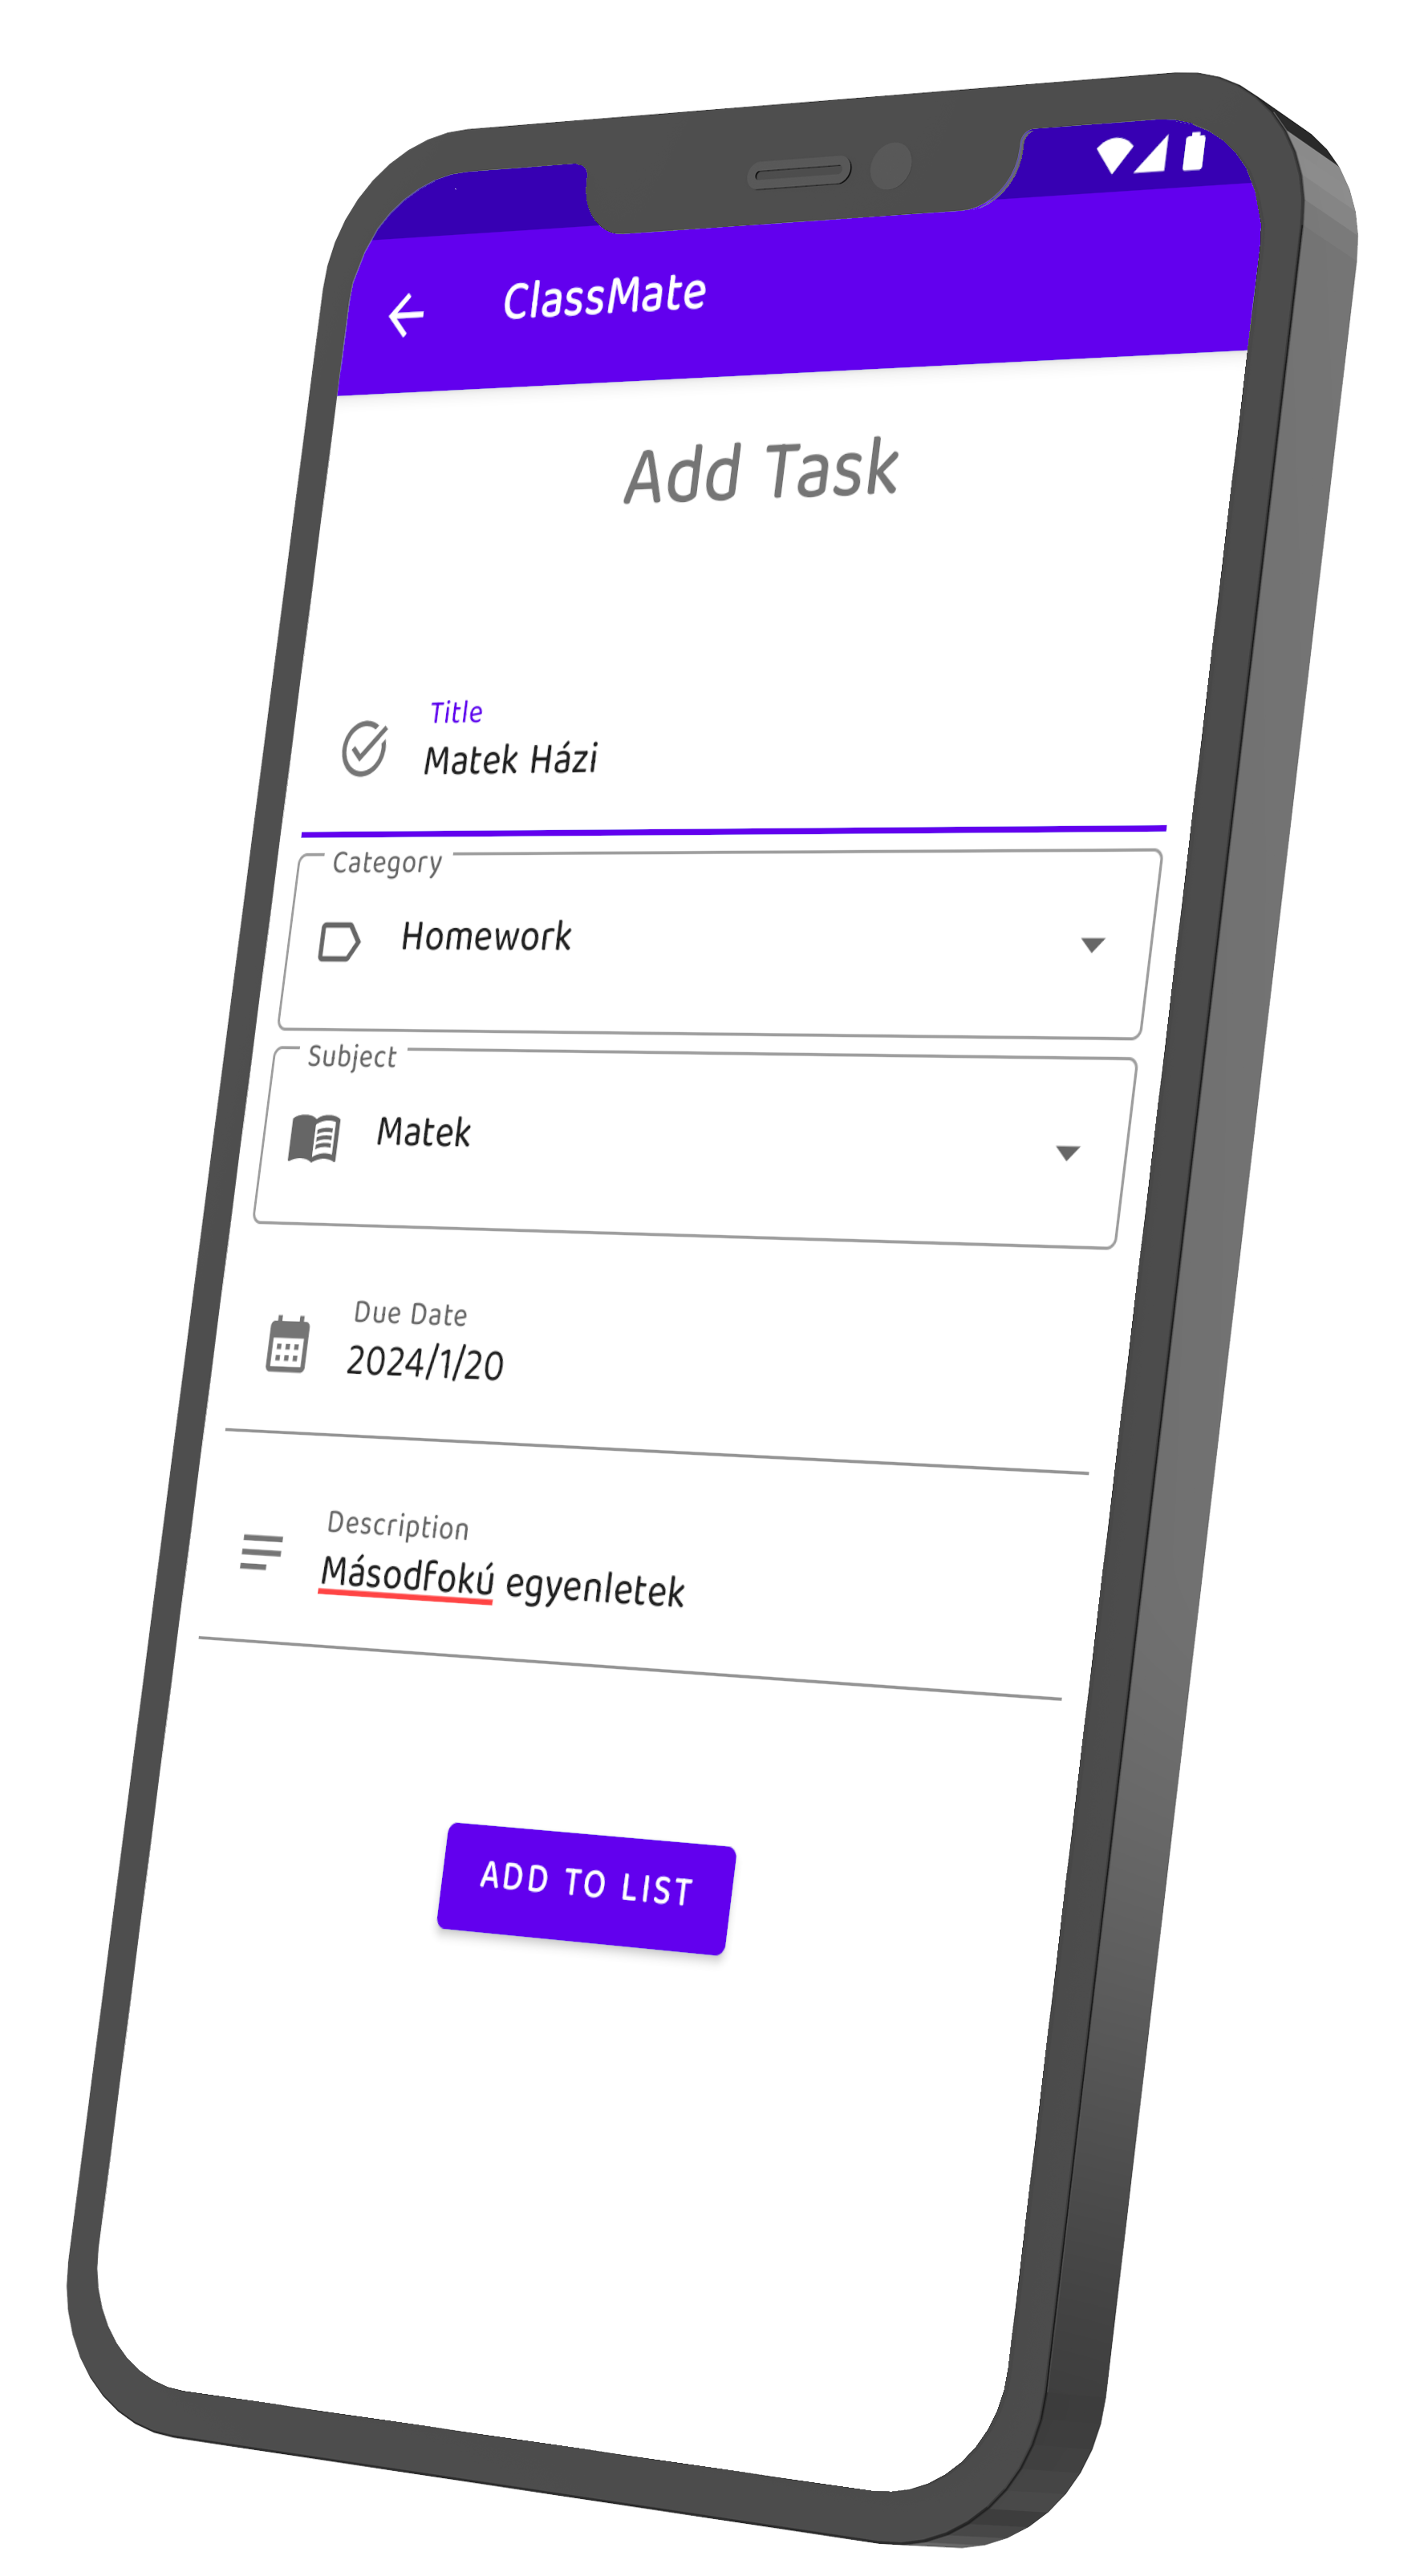 ClassMate
Add Task
Title
Matek Házi
Category
Homework
Subject
Matek
Due Date
2024/1/20
Description
Másodfokú egyenletek
ADD TO LIST